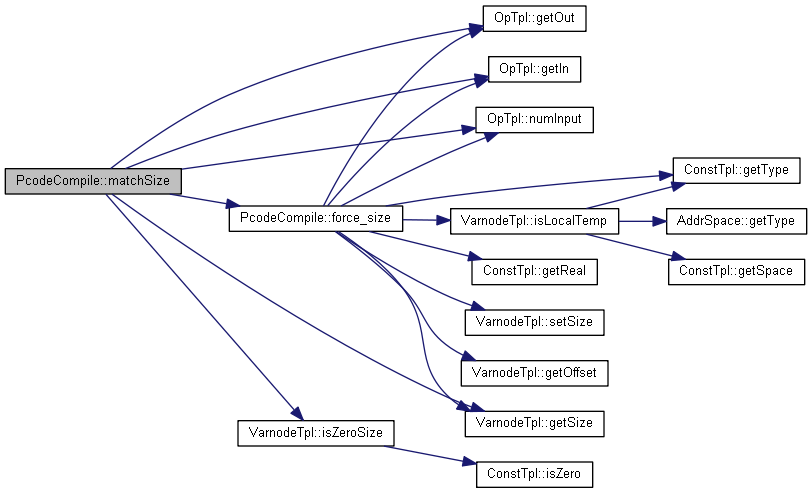 OpTpl::getOut
OpTpl::getIn
OpTpl::numInput
ConstTpl::getType
PcodeCompile::matchSize
PcodeCompile::force_size
VarnodeTpl::isLocalTemp
AddrSpace::getType
ConstTpl::getReal
ConstTpl::getSpace
VarnodeTpl::setSize
VarnodeTpl::getOffset
VarnodeTpl::getSize
VarnodeTpl::isZeroSize
ConstTpl::isZero